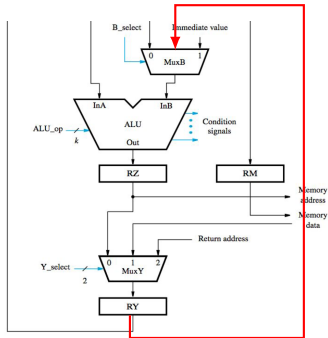 B_select
Immediate value
0
1
MuxB
InA
InB
ALU
Condition
signals
ALU_op
k
Out
RZ
RM
Memory
address
Memory
data
Return address
0
1
2
Y_select
MuxY
2
RY